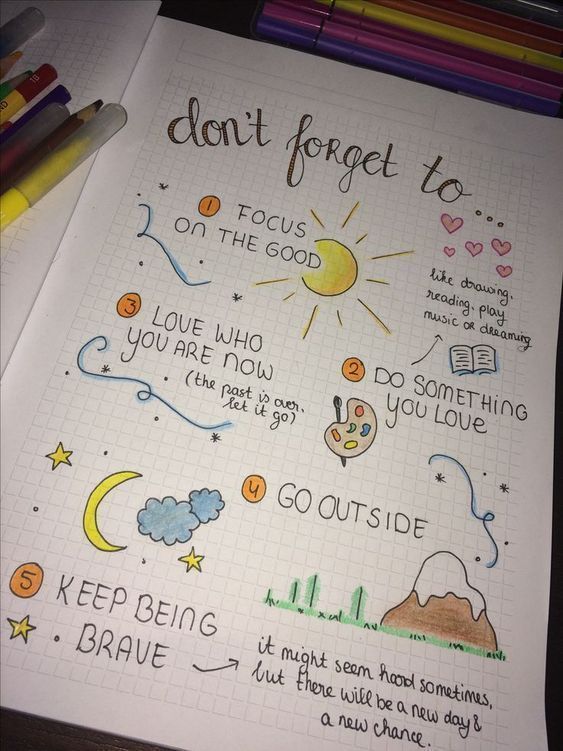 don't forget to...
1 FOCUS
ON THE GOOD
like drawing,
reading, play
music or dreaming
2 DO SOMETHING
YOU LOVE
3 LOVE WHO
YOU ARE NOW
(the past is over,
let it go)
4 GO OUTSIDE
5 KEEP BEING
BRAVE
it might seem hard sometimes,
but there will be a new day &
a new chance.